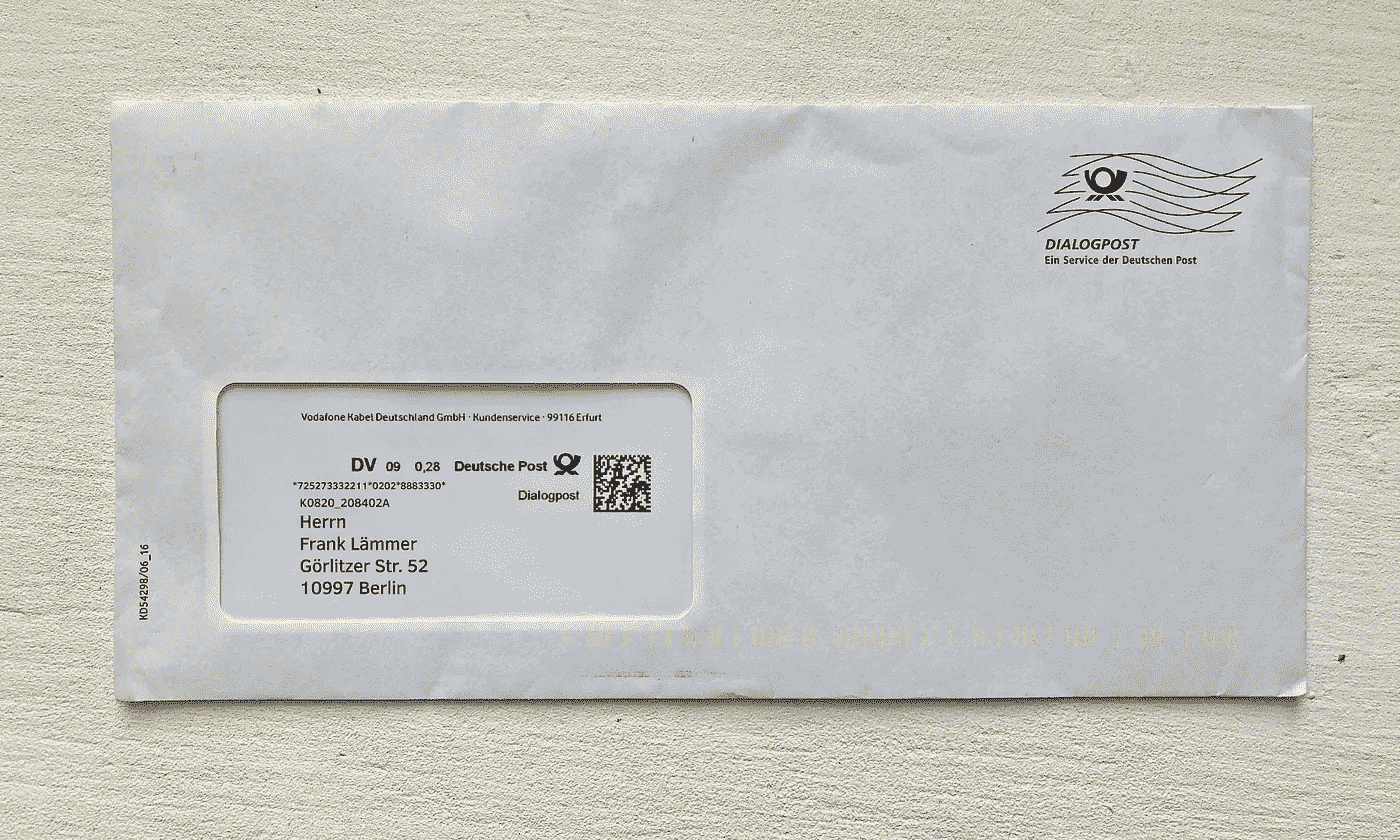 DIALOGPOST
Ein Service der Deutschen Post
Vodafone Kabel Deutschland GmbH · Kundenservice · 99116 Erfurt
DV 09 0,28 Deutsche Post
*725273332211*0202*8883330*
Dialogpost
K0820_208402A
Herrn
Frank Lämmer
Görlitzer Str. 52
10997 Berlin
KD54298/06_16